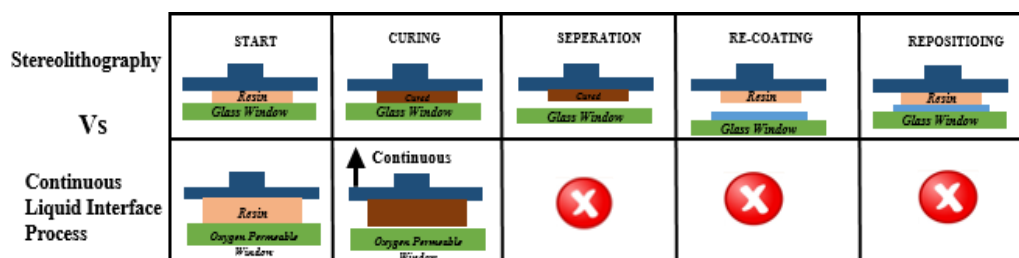 START
CURING
SEPERATION
RE-COATING
REPOSITIOING
Stereolithography
Resin
Glass Window
Cured
Glass Window
Cured
Glass Window
Resin
Glass Window
Resin
Glass Window
Vs
Continuous
Liquid Interface
Process
Resin
Oxygen Permeable
Window
Continuous
Oxygen Permeable
Window